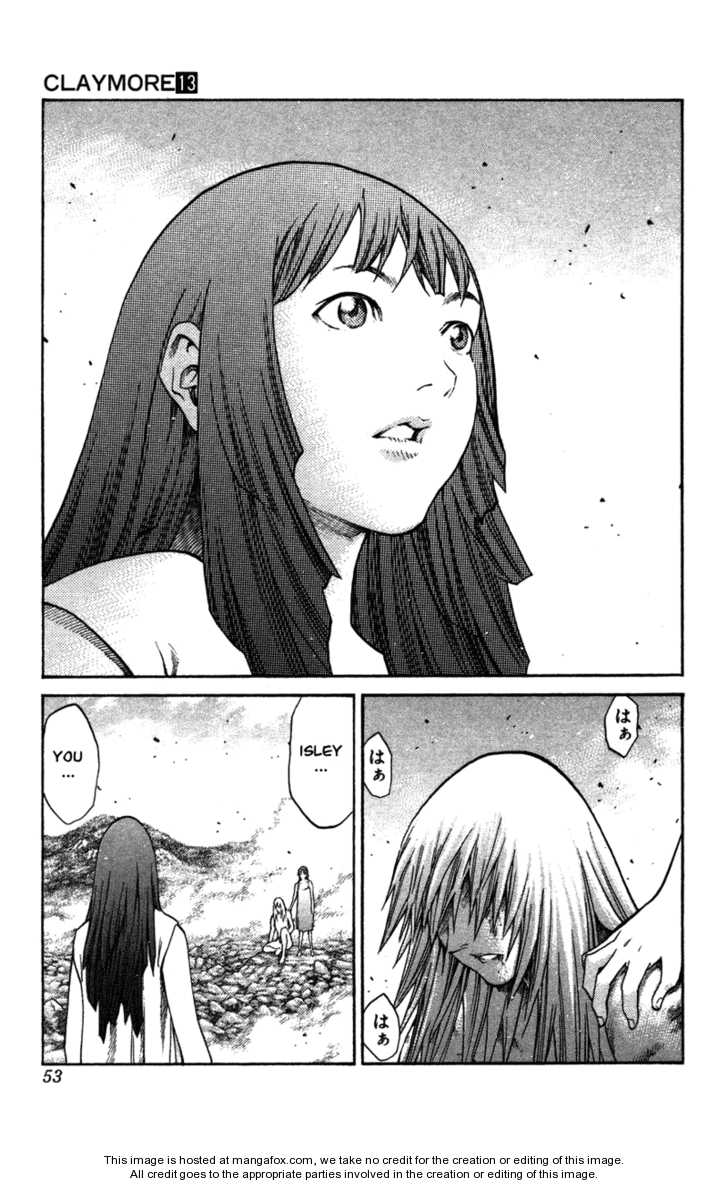 CLAYMORE 13
はぁ
はぁ
はぁ
ISLEY
...
YOU
...
53
This image is hosted at mangafox.com, we take no credit for the creation or editing of this image.
All credit goes to the appropriate parties involved in the creation or editing of this image.